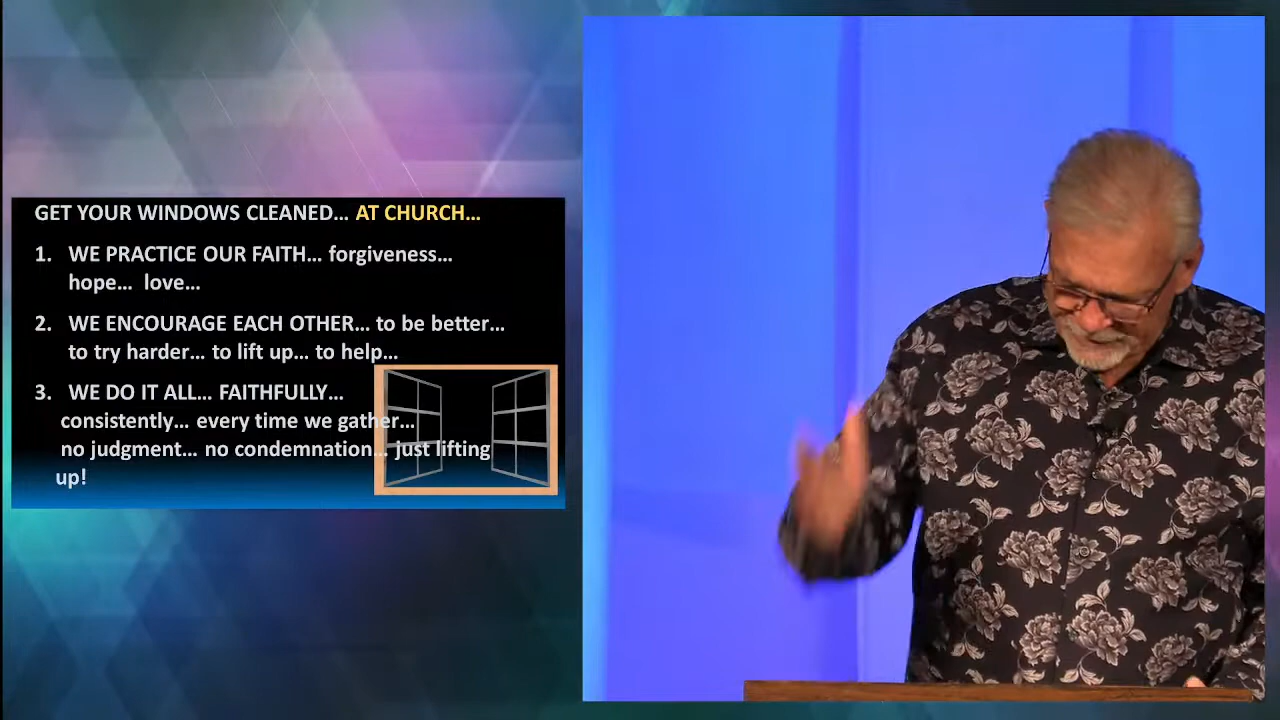 GET YOUR WINDOWS CLEANED... AT CHURCH...
1. WE PRACTICE OUR FAITH... forgiveness...
hope... love...
2. WE ENCOURAGE EACH OTHER... to be better...
to try harder... to lift up... to help...
3. WE DO IT ALL... FAITHFULLY...
consistently... every time we gather...
no judgment... no condemnation... just lifting
up!